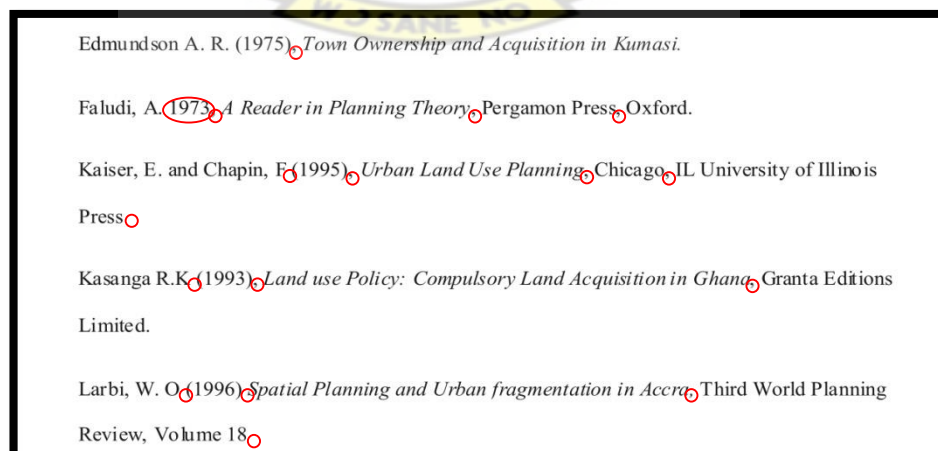 WJ SANE NO
Edmundson A. R. (1975), Town Ownership and Acquisition in Kumasi.
Faludi, A. 1973, A Reader in Planning Theory, Pergamon Press, Oxford.
Kaiser, E. and Chapin, F (1995), Urban Land Use Planning, Chicago, IL University of Illinois
Press
Kasanga R.K (1993), Land use Policy: Compulsory Land Acquisition in Ghana, Granta Editions
Limited.
Larbi, W. O (1996) Spatial Planning and Urban fragmentation in Accra, Third World Planning
Review, Volume 18